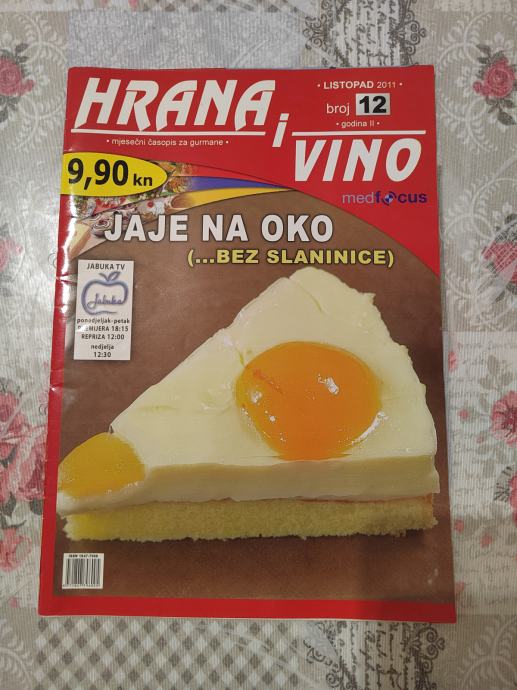 HRANA
i
VINO
• mjesečni časopis za gurmane •
• LISTOPAD 2011 •
broj 12
• godina II •
9,90 kn
medfocus
JAJE NA OKO
(...BEZ SLANINICE)
JABUKA TV
Jabuka
ponedjeljak-petak
PREMIJERA 18:15
REPRIZA 12:00
nedjelja
12:30